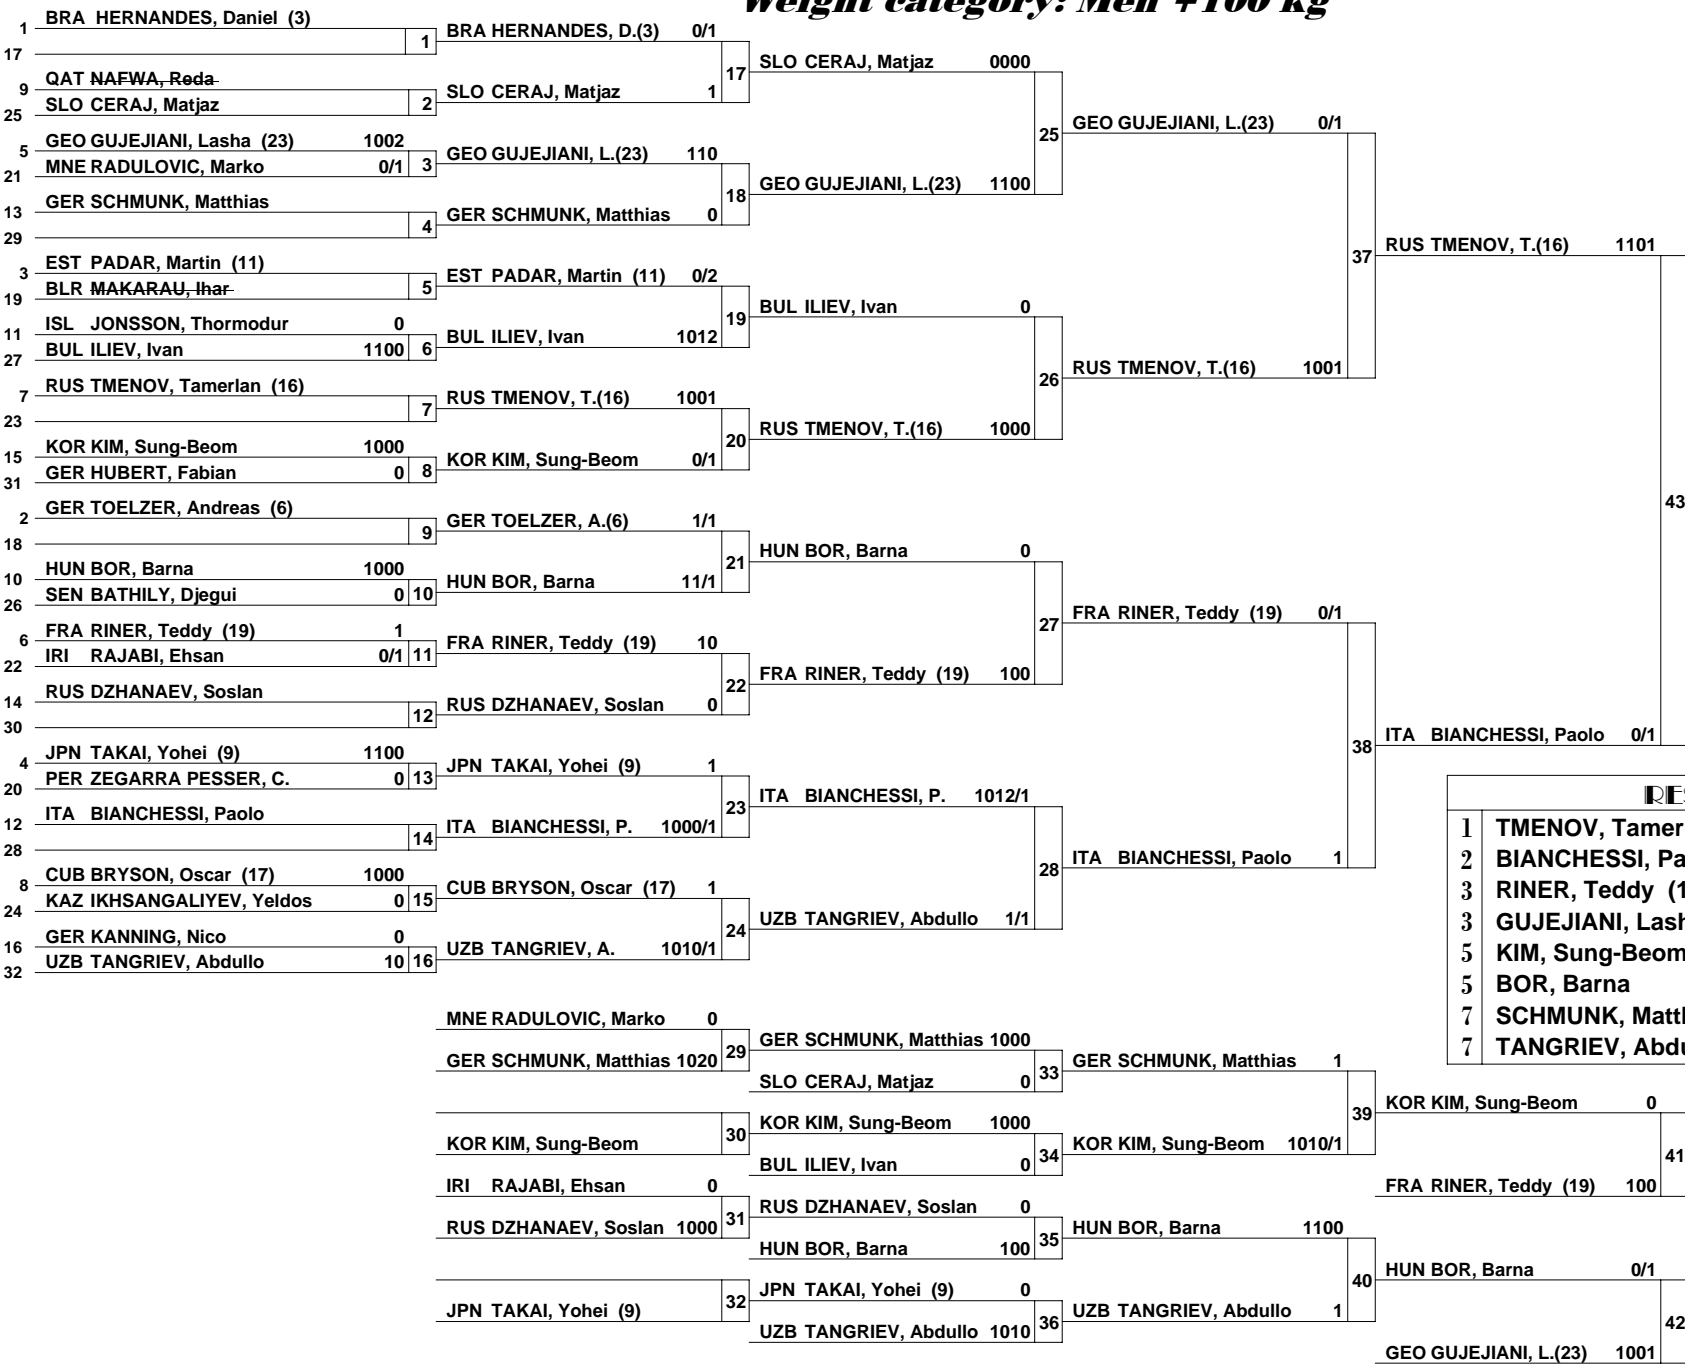 Weight category: Men +100 kg
1 BRA HERNANDES, Daniel (3)
17
1
9 QAT NAFWA, Reda
25 SLO CERAJ, Matjaz
2
5 GEO GUJEJIANI, Lasha (23) 1002
21 MNE RADULOVIC, Marko 0/1
3
13 GER SCHMUNK, Matthias
29
4
3 EST PADAR, Martin (11)
19 BLR MAKARAU, Ihar
5
11 ISL JONSSON, Thormodur 0
27 BUL ILIEV, Ivan 1100
6
7 RUS TMENOV, Tamerlan (16)
23
7
15 KOR KIM, Sung-Beom 1000
31 GER HUBERT, Fabian 0
8
2 GER TOELZER, Andreas (6)
18
9
10 HUN BOR, Barna 1000
26 SEN BATHILY, Djegui 0
10
6 FRA RINER, Teddy (19) 1
22 IRI RAJABI, Ehsan 0/1
11
14 RUS DZHANAEV, Soslan
30
12
4 JPN TAKAI, Yohei (9) 1100
20 PER ZEGARRA PESSER, C. 0
13
12 ITA BIANCHESSI, Paolo
28
14
8 CUB BRYSON, Oscar (17) 1000
24 KAZ IKHSANGALIYEV, Yeldos 0
15
16 GER KANNING, Nico 0
32 UZB TANGRIEV, Abdullo 10
16
BRA HERNANDES, D.(3) 0/1
SLO CERAJ, Matjaz 1
17
GEO GUJEJIANI, L.(23) 110
GER SCHMUNK, Matthias 0
18
EST PADAR, Martin (11) 0/2
BUL ILIEV, Ivan 1012
19
RUS TMENOV, T.(16) 1001
KOR KIM, Sung-Beom 0/1
20
GER TOELZER, A.(6) 1/1
HUN BOR, Barna 11/1
21
FRA RINER, Teddy (19) 10
RUS DZHANAEV, Soslan 0
22
JPN TAKAI, Yohei (9) 1
ITA BIANCHESSI, P. 1000/1
23
CUB BRYSON, Oscar (17) 1
UZB TANGRIEV, A. 1010/1
24
SLO CERAJ, Matjaz 0000
GEO GUJEJIANI, L.(23) 1100
25
BUL ILIEV, Ivan 0
RUS TMENOV, T.(16) 1000
26
HUN BOR, Barna 0
FRA RINER, Teddy (19) 100
27
ITA BIANCHESSI, P. 1012/1
UZB TANGRIEV, Abdullo 1/1
28
GEO GUJEJIANI, L.(23) 0/1
RUS TMENOV, T.(16) 1001
37
FRA RINER, Teddy (19) 0/1
ITA BIANCHESSI, Paolo 1
38
RUS TMENOV, T.(16) 1101
ITA BIANCHESSI, Paolo 0/1
43
RES
1 TMENOV, Tamer
2 BIANCHESSI, Pa
3 RINER, Teddy (1
3 GUJEJIANI, Lash
5 KIM, Sung-Beom
5 BOR, Barna
7 SCHMUNK, Matth
7 TANGRIEV, Abdu
MNE RADULOVIC, Marko 0
GER SCHMUNK, Matthias 1020
29
KOR KIM, Sung-Beom
30
IRI RAJABI, Ehsan 0
RUS DZHANAEV, Soslan 1000
31
JPN TAKAI, Yohei (9)
32
GER SCHMUNK, Matthias 1000
SLO CERAJ, Matjaz 0
33
KOR KIM, Sung-Beom 1000
BUL ILIEV, Ivan 0
34
RUS DZHANAEV, Soslan 0
HUN BOR, Barna 100
35
JPN TAKAI, Yohei (9) 0
UZB TANGRIEV, Abdullo 1010
36
GER SCHMUNK, Matthias 1
KOR KIM, Sung-Beom 1010/1
39
HUN BOR, Barna 1100
UZB TANGRIEV, Abdullo 1
40
KOR KIM, Sung-Beom 0
FRA RINER, Teddy (19) 100
41
HUN BOR, Barna 0/1
GEO GUJEJIANI, L.(23) 1001
42